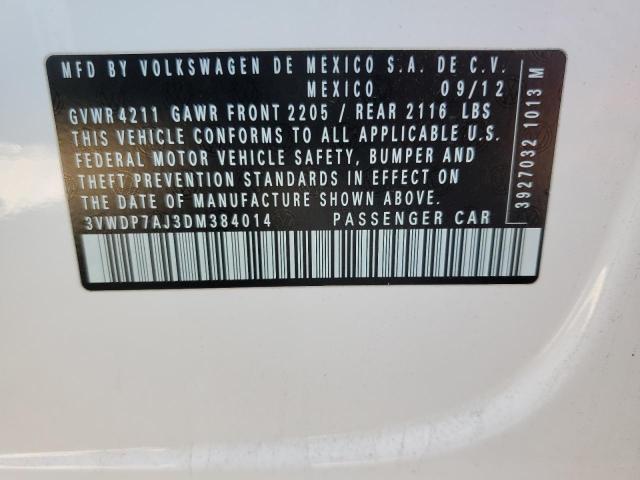 MFD BY VOLKSWAGEN DE MEXICO S.A. DE C.V.
MEXICO 09/12
GVWR 4211 GAWR FRONT 2205 / REAR 2116 LBS
THIS VEHICLE CONFORMS TO ALL APPLICABLE U.S.
FEDERAL MOTOR VEHICLE SAFETY, BUMPER AND
THEFT PREVENTION STANDARDS IN EFFECT ON
THE DATE OF MANUFACTURE SHOWN ABOVE.
3VWDP7AJ3DM384014 PASSENGER CAR
3927032 1013 M